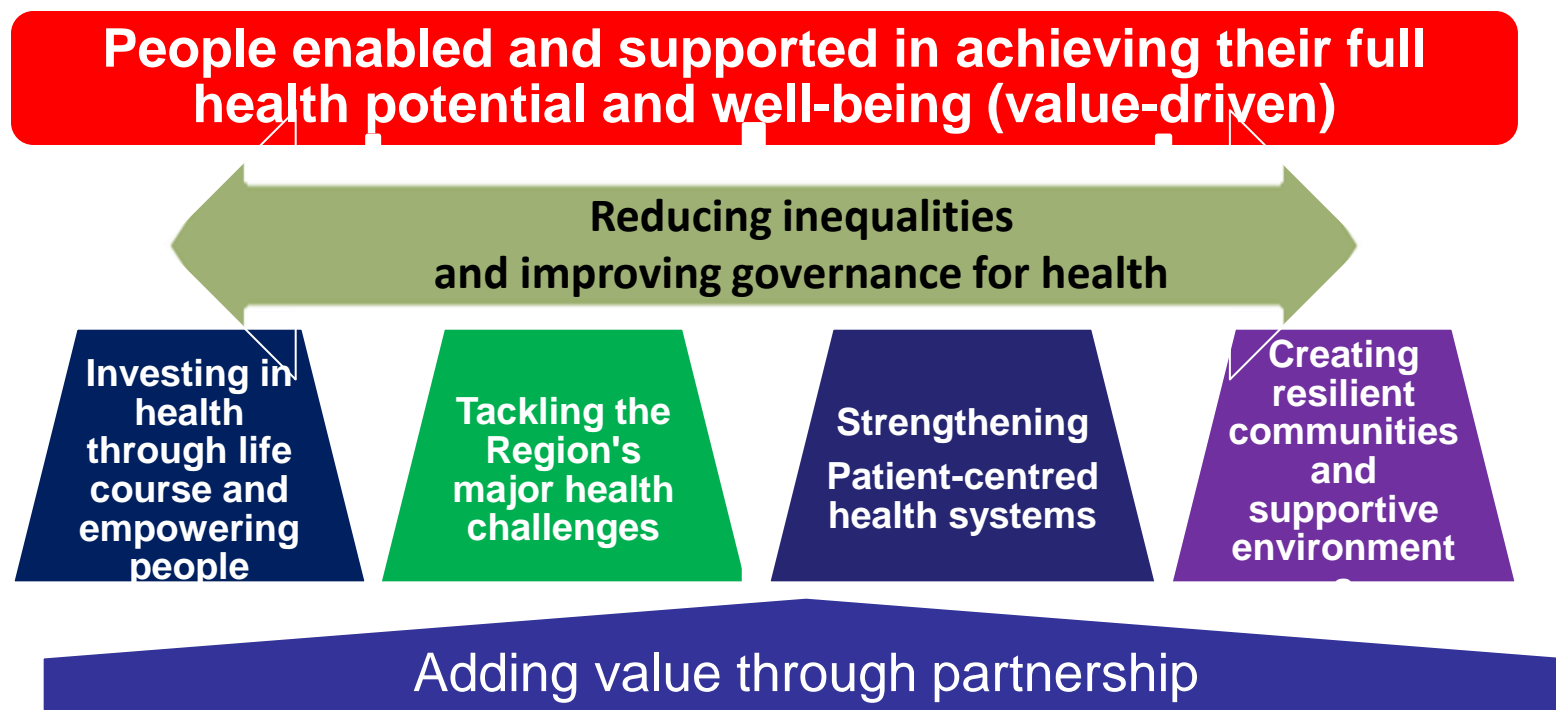 People enabled and supported in achieving their full
health potential and well-being (value-driven)
Reducing inequalities
and improving governance for health
Investing in
health
through life
course and
empowering
people
Tackling the
Region's
major health
challenges
Strengthening
Patient-centred
health systems
Creating
resilient
communities
and
supportive
environment
Adding value through partnership